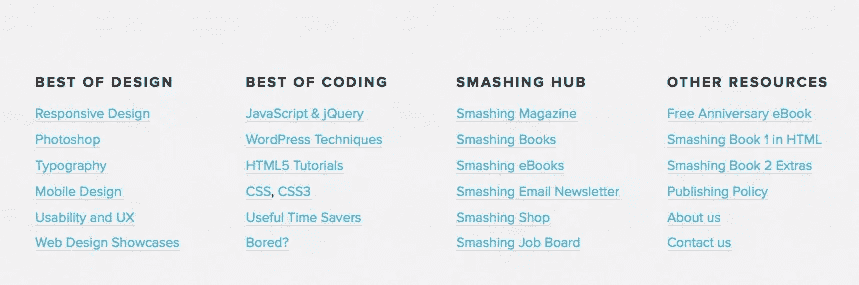 BEST OF DESIGN
Responsive Design
Photoshop
Typography
Mobile Design
Usability and UX
Web Design Showcases
BEST OF CODING
JavaScript & jQuery
WordPress Techniques
HTML5 Tutorials
CSS, CSS3
Useful Time Savers
Bored?
SMASHING HUB
Smashing Magazine
Smashing Books
Smashing eBooks
Smashing Email Newsletter
Smashing Shop
Smashing Job Board
OTHER RESOURCES
Free Anniversary eBook
Smashing Book 1 in HTML
Smashing Book 2 Extras
Publishing Policy
About us
Contact us